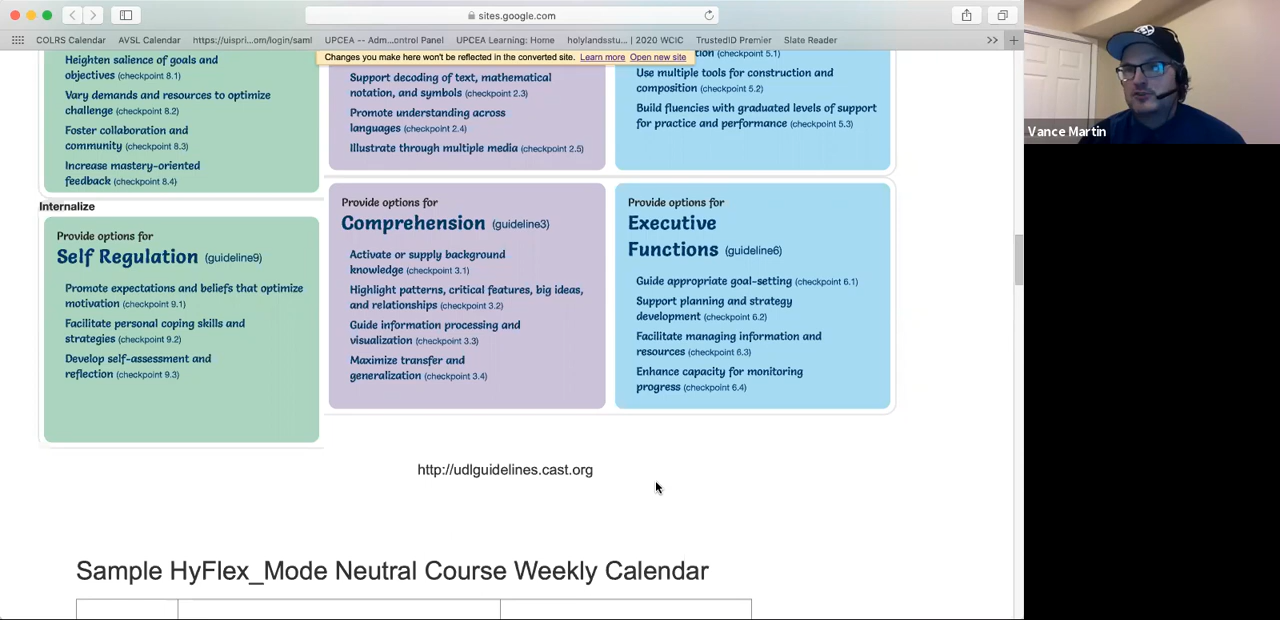 sites.google.com
COLRS Calendar
AVSL Calendar
https://uispri...om/login/saml
UPCEA -- Adm...ontrol Panel
UPCEA Learning: Home
holylandsstu... | 2020 WCIC
TrustedID Premier
Slate Reader
Changes you make here won't be reflected in the converted site. Learn more Open new site
Heighten salience of goals and
objectives (checkpoint 8.1)
Vary demands and resources to optimize
challenge (checkpoint 8.2)
Foster collaboration and
community (checkpoint 8.3)
Increase mastery-oriented
feedback (checkpoint 8.4)
Support decoding of text, mathematical
notation, and symbols (checkpoint 2.3)
Promote understanding across
languages (checkpoint 2.4)
Illustrate through multiple media (checkpoint 2.5)
(checkpoint 5.1)
Use multiple tools for construction and
composition (checkpoint 5.2)
Build fluencies with graduated levels of support
for practice and performance (checkpoint 5.3)
Internalize
Provide options for
Self Regulation (guideline9)
Promote expectations and beliefs that optimize
motivation (checkpoint 9.1)
Facilitate personal coping skills and
strategies (checkpoint 9.2)
Develop self-assessment and
reflection (checkpoint 9.3)
Provide options for
Comprehension (guideline3)
Activate or supply background
knowledge (checkpoint 3.1)
Highlight patterns, critical features, big ideas,
and relationships (checkpoint 3.2)
Guide information processing and
visualization (checkpoint 3.3)
Maximize transfer and
generalization (checkpoint 3.4)
Provide options for
Executive
Functions (guideline6)
Guide appropriate goal-setting (checkpoint 6.1)
Support planning and strategy
development (checkpoint 6.2)
Facilitate managing information and
resources (checkpoint 6.3)
Enhance capacity for monitoring
progress (checkpoint 6.4)
http://udlguidelines.cast.org
Sample HyFlex_Mode Neutral Course Weekly Calendar
Vance Martin